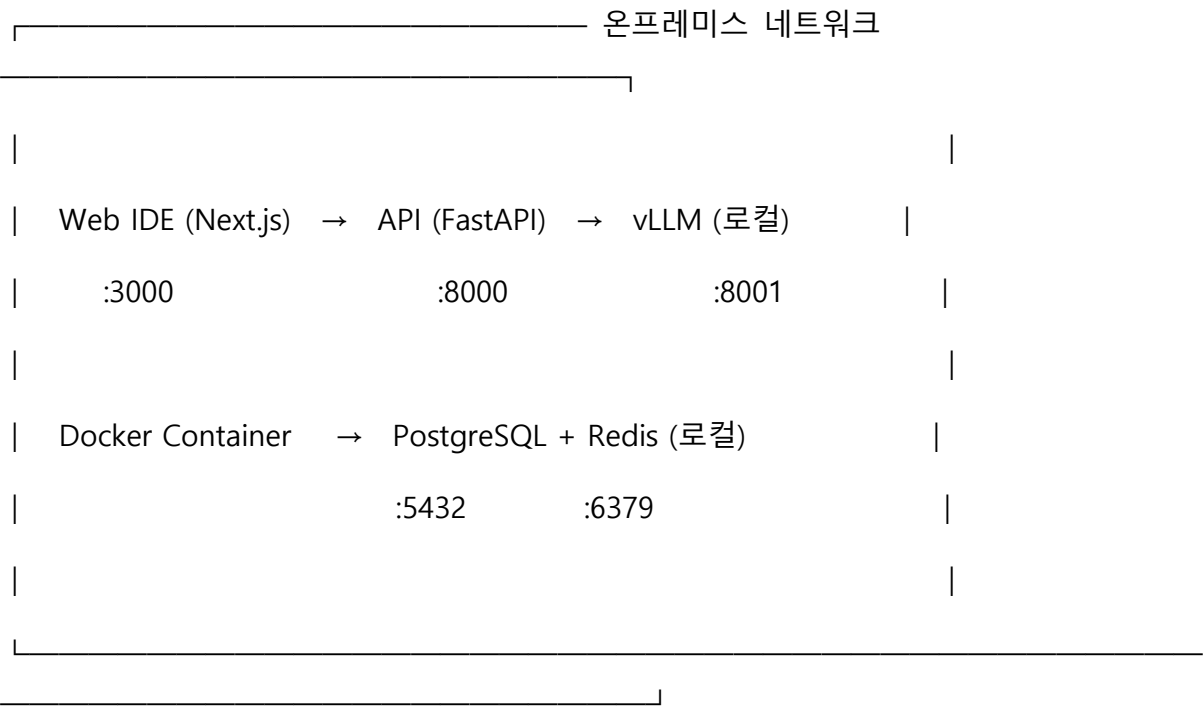 ┌─────────────────── 온프레미스 네트워크
─────────────────────┐
│ │
│ Web IDE (Next.js) → API (FastAPI) → vLLM (로컬) │
│ :3000 :8000 :8001 │
│ │
│ Docker Container → PostgreSQL + Redis (로컬) │
│ :5432 :6379 │
│ │
└────────────────────────────────────────
──────────────────────┘